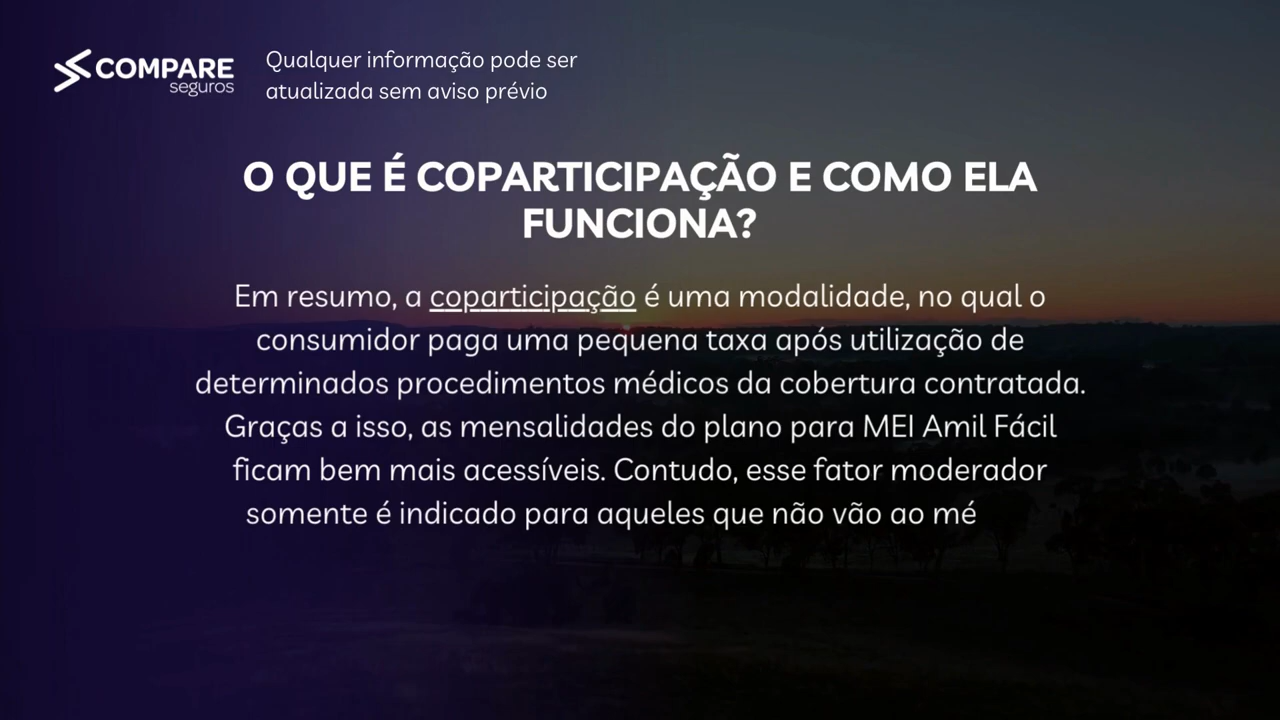 COMPARE
seguros
Qualquer informação pode ser
atualizada sem aviso prévio
O QUE É COPARTICIPAÇÃO E COMO ELA
FUNCIONA?
Em resumo, a coparticipação é uma modalidade, no qual o
consumidor paga uma pequena taxa após utilização de
determinados procedimentos médicos da cobertura contratada.
Graças a isso, as mensalidades do plano para MEI Amil Fácil
ficam bem mais acessíveis. Contudo, esse fator moderador
somente é indicado para aqueles que não vão ao mé